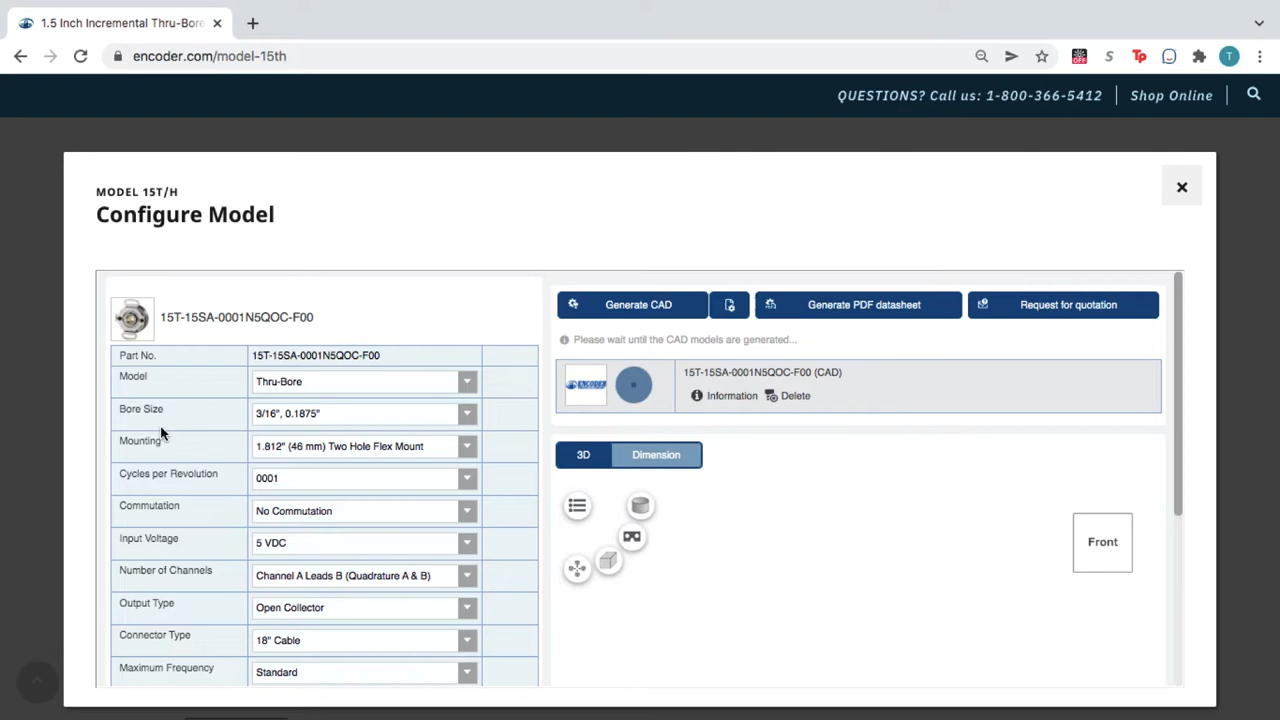 1.5 Inch Incremental Thru-Bore
encoder.com/model-15th
OFF
S
Tp
T
QUESTIONS? Call us: 1-800-366-5412
Shop Online
MODEL 15T/H
Configure Model
15T-15SA-0001N5QOC-F00
Part No. 15T-15SA-0001N5QOC-F00
Model Thru-Bore
Bore Size 3/16", 0.1875"
Mounting 1.812" (46 mm) Two Hole Flex Mount
Cycles per Revolution 0001
Commutation No Commutation
Input Voltage 5 VDC
Number of Channels Channel A Leads B (Quadrature A & B)
Output Type Open Collector
Connector Type 18" Cable
Maximum Frequency Standard
Generate CAD
Generate PDF datasheet
Request for quotation
Please wait until the CAD models are generated...
ENCODER
15T-15SA-0001N5QOC-F00 (CAD)
Information
Delete
3D
Dimension
Front